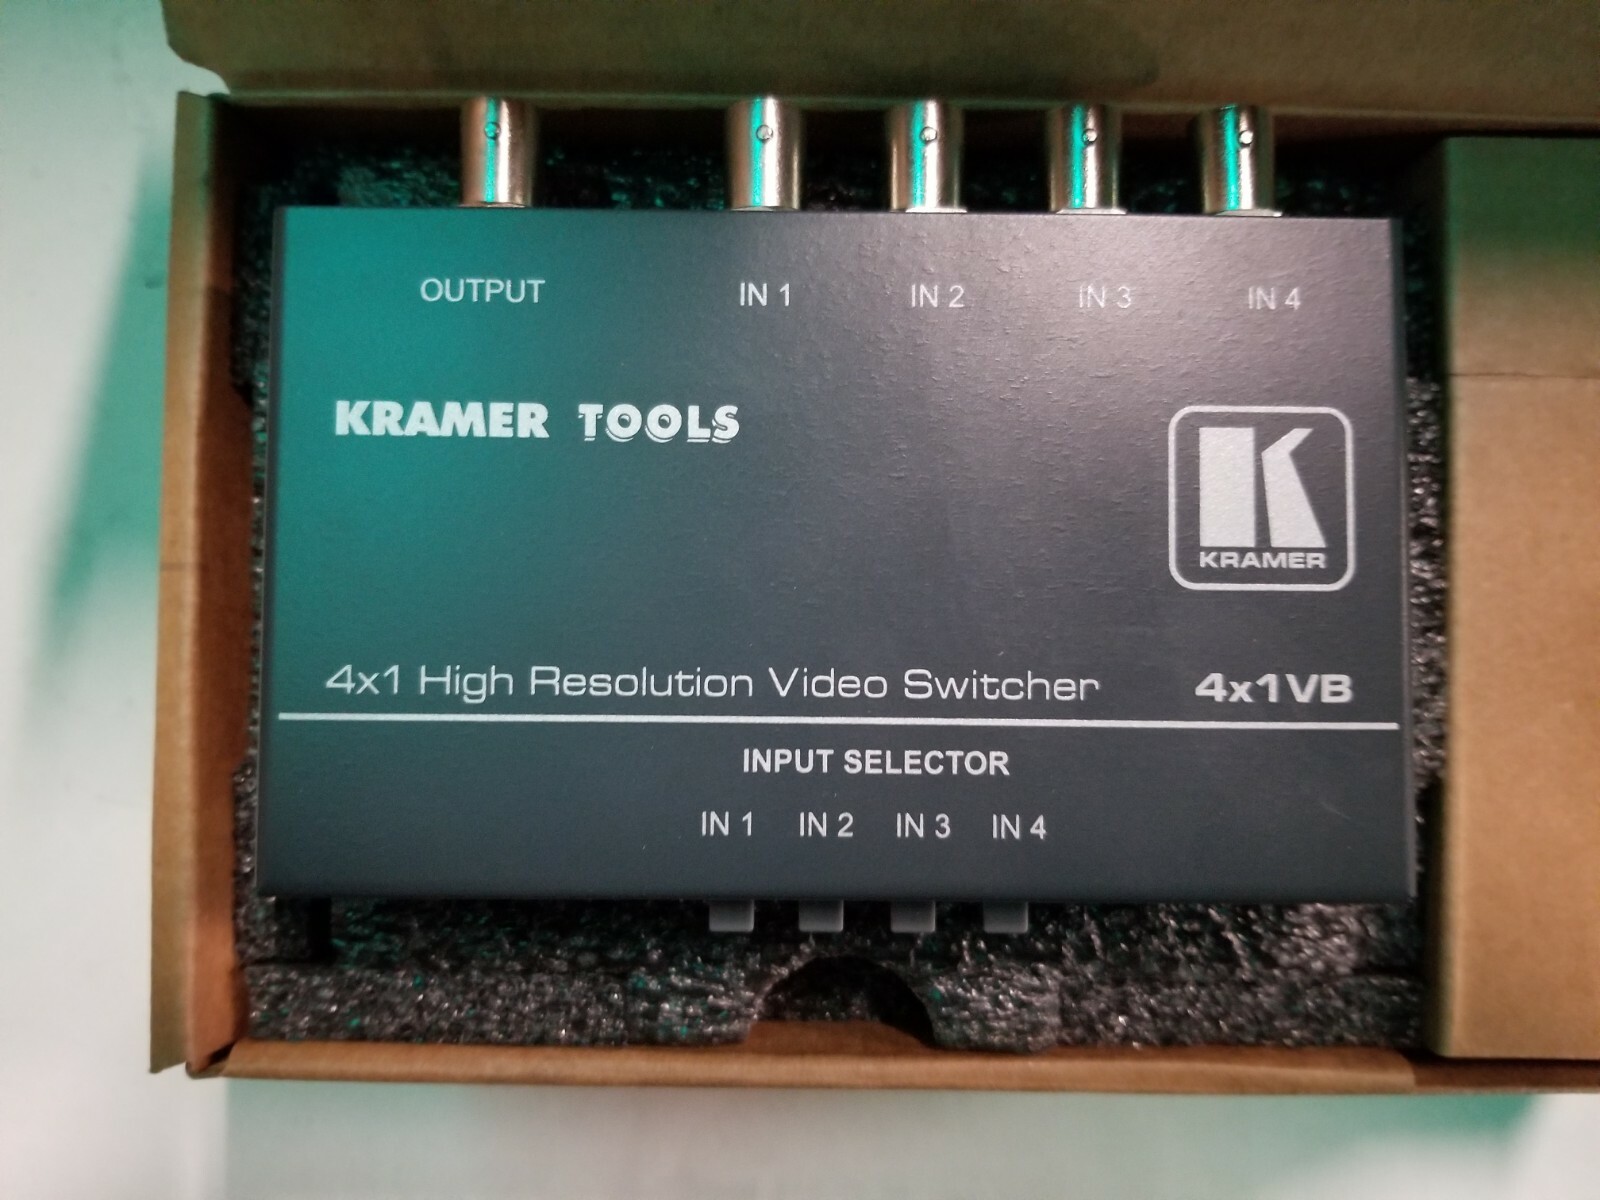 OUTPUT IN 1 IN 2 IN 3 IN 4
KRAMER TOOLS
K
KRAMER
4x1 High Resolution Video Switcher 4x1VB
INPUT SELECTOR
IN 1 IN 2 IN 3 IN 4